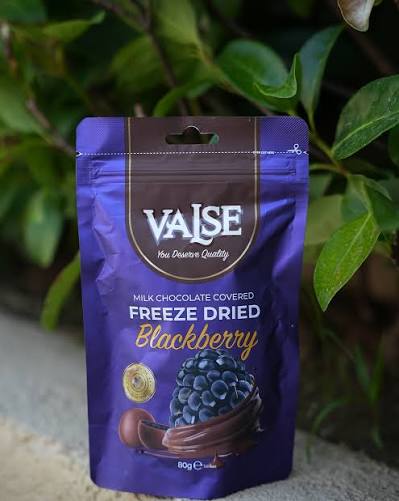 VALSE
You Deserve Quality
MILK CHOCOLATE COVERED
FREEZE DRIED
Blackberry
80g e